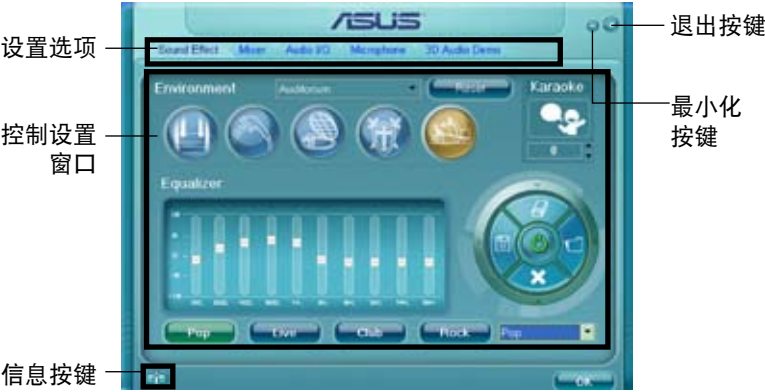 ASUS
设置选项
Sound Effect Mixer Audio I/O Microphone 3D Audio Demo
退出按键
最小化
按键
控制设置
窗口
Environment Auditorium Reset Karaoke
0
Equalizer
Pop Live Club Rock Pop
信息按键
OK